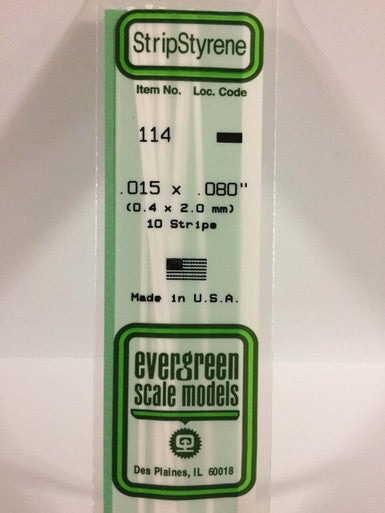 StripStyrene
Item No. Loc. Code
114
.015 x .080"
(0.4 x 2.0 mm)
10 Strips
Made in U.S.A.
evergreen
scale models
Des Plaines, IL 60018